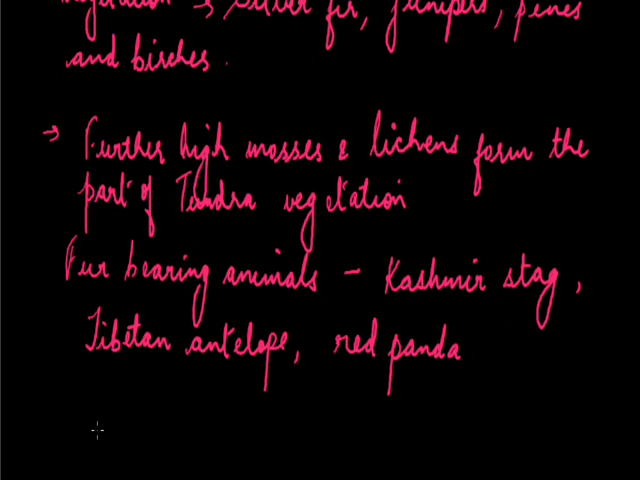 vegetation → silver fir, junipers, pines
and birches.
→ Further high mosses & lichens form the
part of Tundra vegetation
Fur bearing animals - Kashmir stag,
Tibetan antelope, red panda